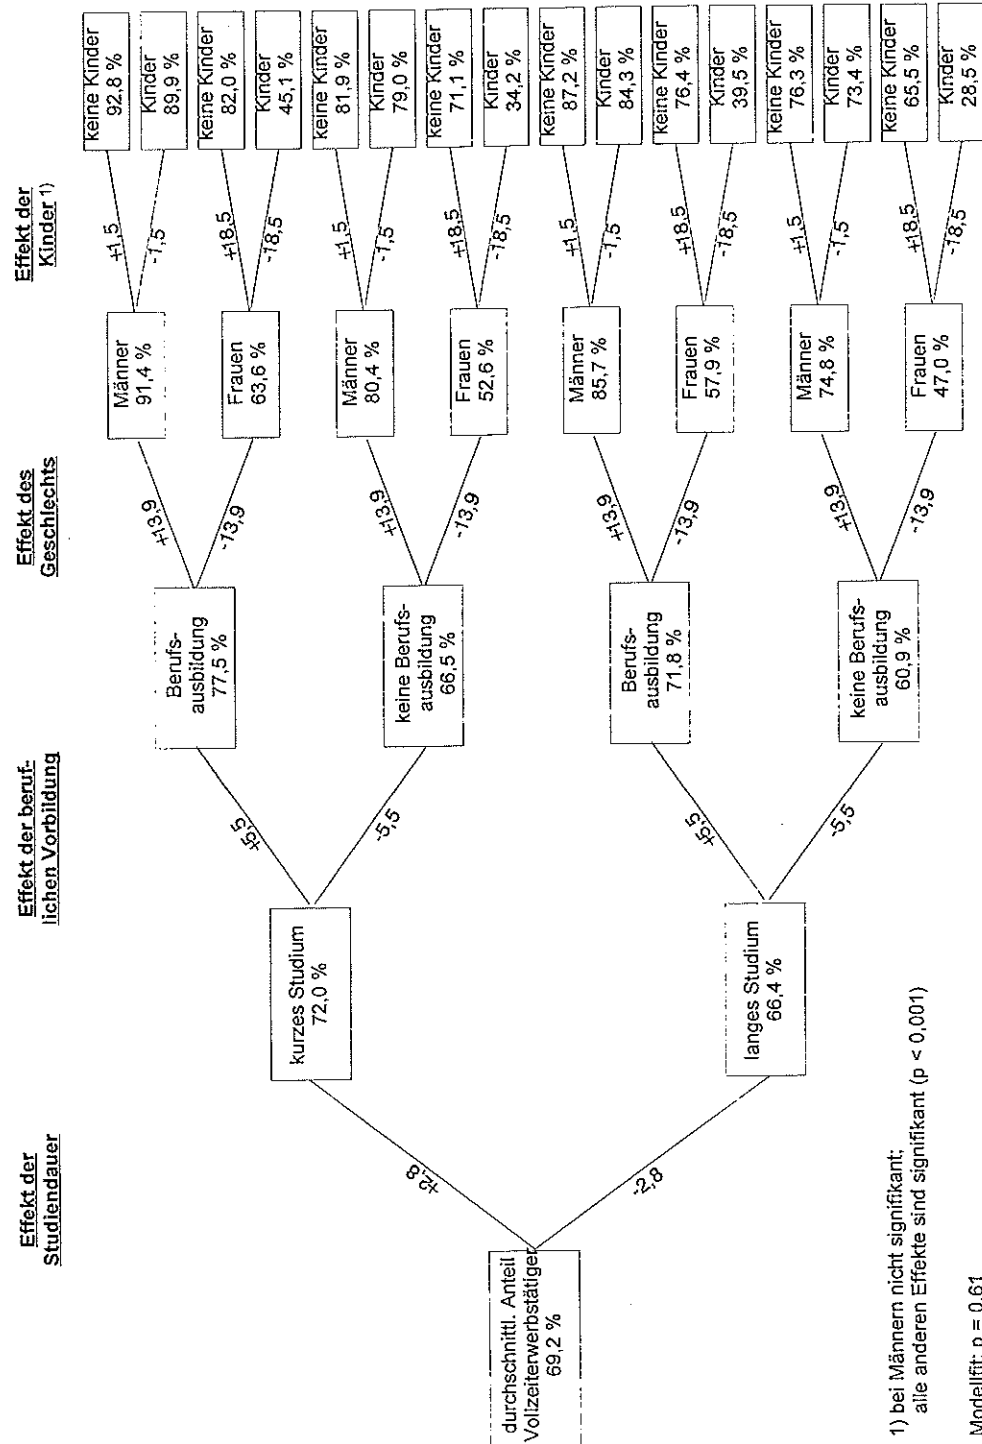 Effekt der
Studiendauer
Effekt der beruf-
lichen Vorbildung
Effekt des
Geschlechts
Effekt der
Kinder 1)
durchschnittl. Anteil
Vollzeiterwerbstätiger
69,2 %
+2,8
-2,8
kurzes Studium
72,0 %
langes Studium
66,4 %
+5,5
-5,5
+5,5
-5,5
Berufs-
ausbildung
77,5 %
keine Berufs-
ausbildung
66,5 %
Berufs-
ausbildung
71,8 %
keine Berufs-
ausbildung
60,9 %
+13,9
-13,9
+13,9
-13,9
+13,9
-13,9
+13,9
-13,9
Männer
91,4 %
Frauen
63,6 %
Männer
80,4 %
Frauen
52,6 %
Männer
85,7 %
Frauen
57,9 %
Männer
74,8 %
Frauen
47,0 %
+1,5
-1,5
+18,5
-18,5
+1,5
-1,5
+18,5
-18,5
+1,5
-1,5
+18,5
-18,5
+1,5
-1,5
+18,5
-18,5
keine Kinder
92,8 %
Kinder
89,9 %
keine Kinder
82,0 %
Kinder
45,1 %
keine Kinder
81,9 %
Kinder
79,0 %
keine Kinder
71,1 %
Kinder
34,2 %
keine Kinder
87,2 %
Kinder
84,3 %
keine Kinder
76,4 %
Kinder
39,5 %
keine Kinder
76,3 %
Kinder
73,4 %
keine Kinder
65,5 %
Kinder
28,5 %
1) bei Männern nicht signifikant;
alle anderen Effekte sind signifikant (p < 0,001)
Modellfit: p = 0,61